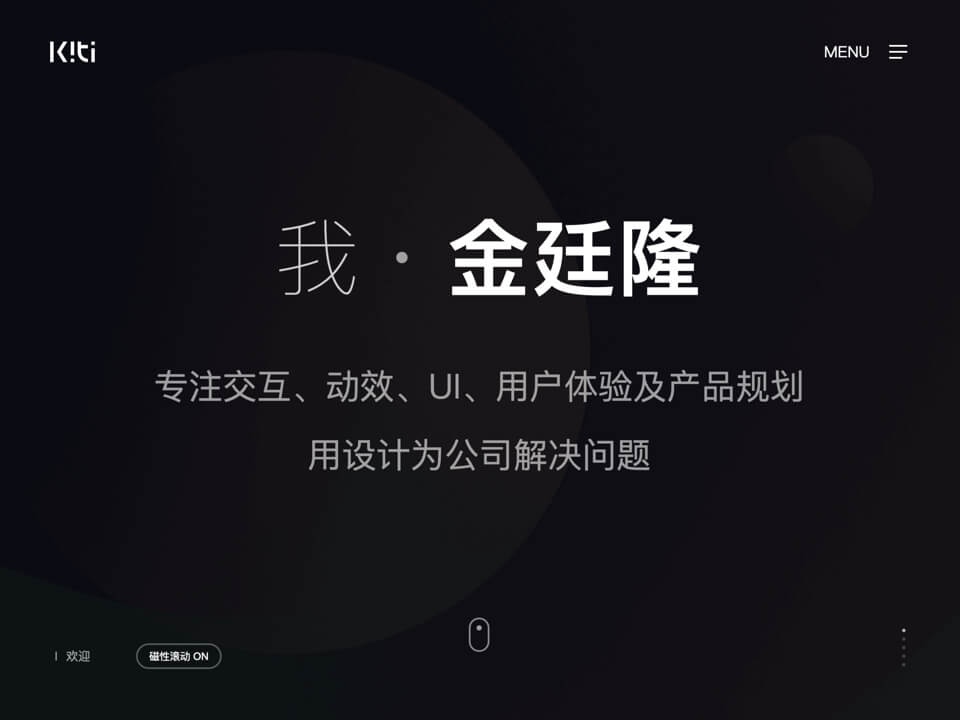 K!ti
MENU
我·金廷隆
专注交互、动效、UI、用户体验及产品规划
用设计为公司解决问题
欢迎
磁性滚动 ON